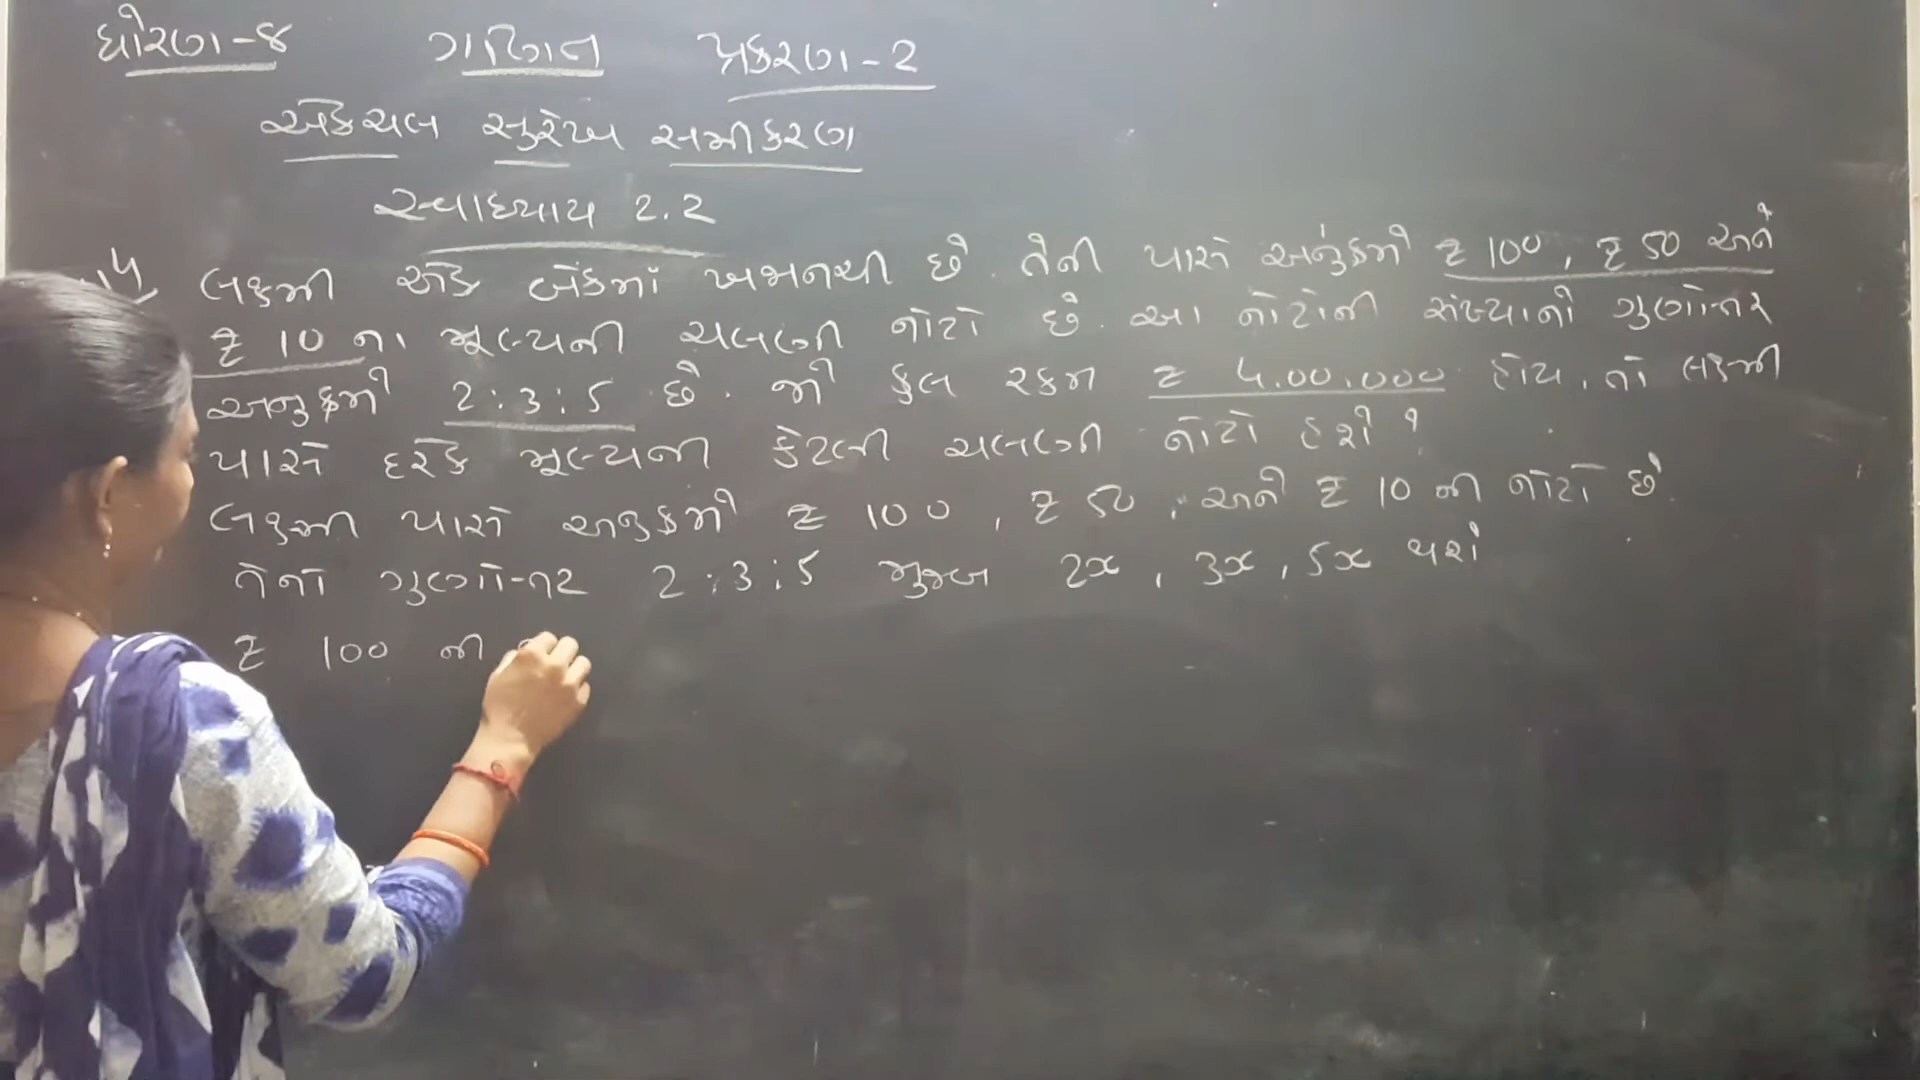 ધોરણ-૪ ગણિત પ્રકરણ-2
એકચલ સુરેખ સમીકરણ
સ્વાધ્યાય 2.2
૫ લક્ષ્મી એક બેંકમાં ખજાનચી છે. તેની પાસે અનુક્રમે ₹ 100, ₹ 50 અને
₹ 10 ના મૂલ્યની ચલણી નોટો છે. આ નોટોની સંખ્યાનો ગુણોત્તર
અનુક્રમે 2:3:5 છે. જો કુલ રકમ ₹ 4,00,000 હોય, તો લક્ષ્મી
પાસે દરેક મૂલ્યની કેટલી ચલણી નોટો હશે?
લક્ષ્મી પાસે અનુક્રમે ₹ 100, ₹ 50, અને ₹ 10 ની નોટો છે.
તેનો ગુણોત્તર 2:3:5 મુજબ 2x, 3x, 5x થશે
₹ 100 ની